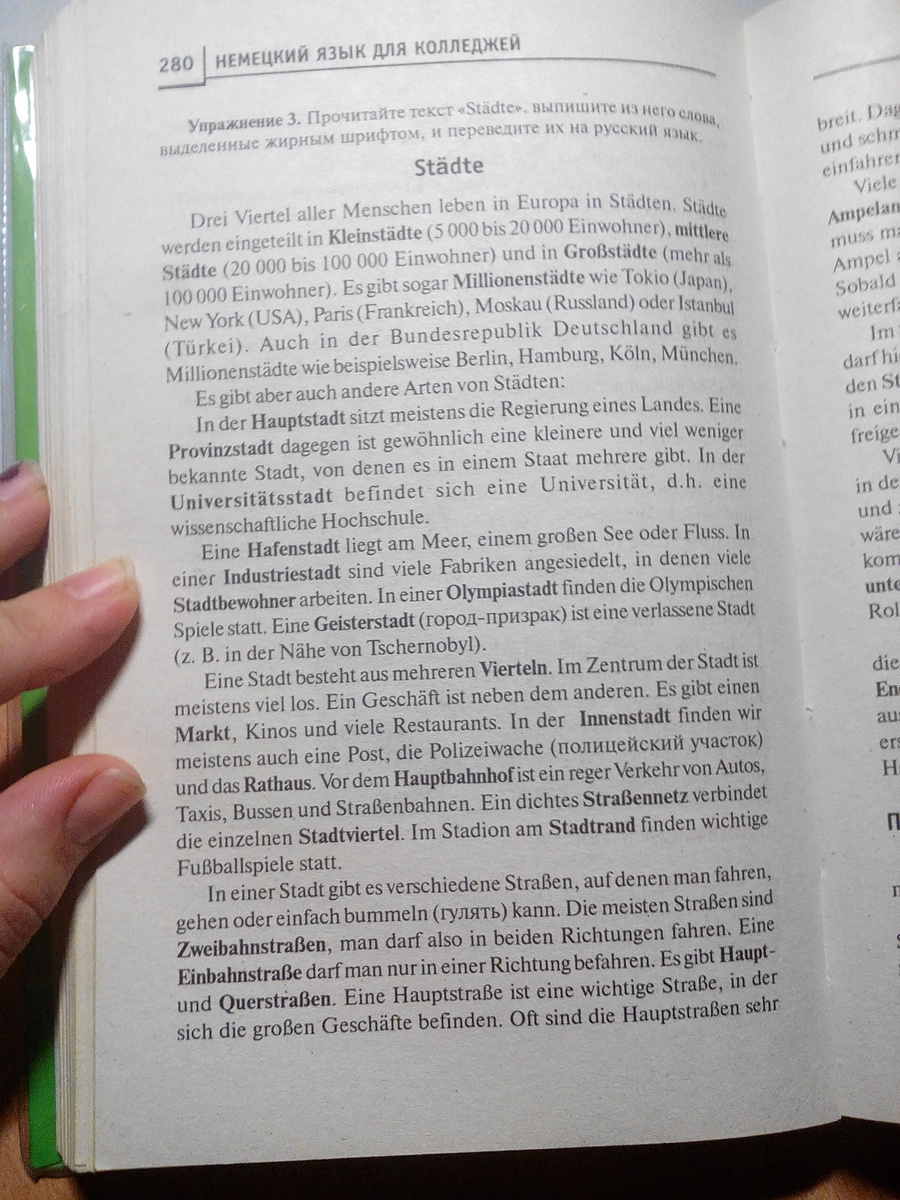 280 НЕМЕЦКИЙ ЯЗЫК ДЛЯ КОЛЛЕДЖЕЙ
Упражнение 3. Прочитайте текст «Städte», выпишите из него слова,
выделенные жирным шрифтом, и переведите их на русский язык.
Städte
Drei Viertel aller Menschen leben in Europa in Städten. Städte
werden eingeteilt in Kleinstädte (5 000 bis 20 000 Einwohner), mittlere
Städte (20 000 bis 100 000 Einwohner) und in Großstädte (mehr als
100 000 Einwohner). Es gibt sogar Millionenstädte wie Tokio (Japan),
New York (USA), Paris (Frankreich), Moskau (Russland) oder Istanbul
(Türkei). Auch in der Bundesrepublik Deutschland gibt es
Millionenstädte wie beispielsweise Berlin, Hamburg, Köln, München.
Es gibt aber auch andere Arten von Städten:
In der Hauptstadt sitzt meistens die Regierung eines Landes. Eine
Provinzstadt dagegen ist gewöhnlich eine kleinere und viel weniger
bekannte Stadt, von denen es in einem Staat mehrere gibt. In der
Universitätsstadt befindet sich eine Universität, d.h. eine
wissenschaftliche Hochschule.
Eine Hafenstadt liegt am Meer, einem großen See oder Fluss. In
einer Industriestadt sind viele Fabriken angesiedelt, in denen viele
Stadtbewohner arbeiten. In einer Olympiastadt finden die Olympischen
Spiele statt. Eine Geisterstadt (город-призрак) ist eine verlassene Stadt
(z. B. in der Nähe von Tschernobyl).
Eine Stadt besteht aus mehreren Vierteln. Im Zentrum der Stadt ist
meistens viel los. Ein Geschäft ist neben dem anderen. Es gibt einen
Markt, Kinos und viele Restaurants. In der Innenstadt finden wir
meistens auch eine Post, die Polizeiwache (полицейский участок)
und das Rathaus. Vor dem Hauptbahnhof ist ein reger Verkehr von Autos,
Taxis, Bussen und Straßenbahnen. Ein dichtes Straßennetz verbindet
die einzelnen Stadtviertel. Im Stadion am Stadtrand finden wichtige
Fußballspiele statt.
In einer Stadt gibt es verschiedene Straßen, auf denen man fahren,
gehen oder einfach bummeln (гулять) kann. Die meisten Straßen sind
Zweibahnstraßen, man darf also in beiden Richtungen fahren. Eine
Einbahnstraße darf man nur in einer Richtung befahren. Es gibt Haupt-
und Querstraßen. Eine Hauptstraße ist eine wichtige Straße, in der
sich die großen Geschäfte befinden. Oft sind die Hauptstraßen sehr
breit. Dag
und schm
einfahren
Viele
Ampelan
muss ma
Ampel
Sobald
weiterfa
Im
darf hi
den St
in ein
freige
Vi
in de
und
wäre
kom
unte
Rol
die
En
aus
ers
H